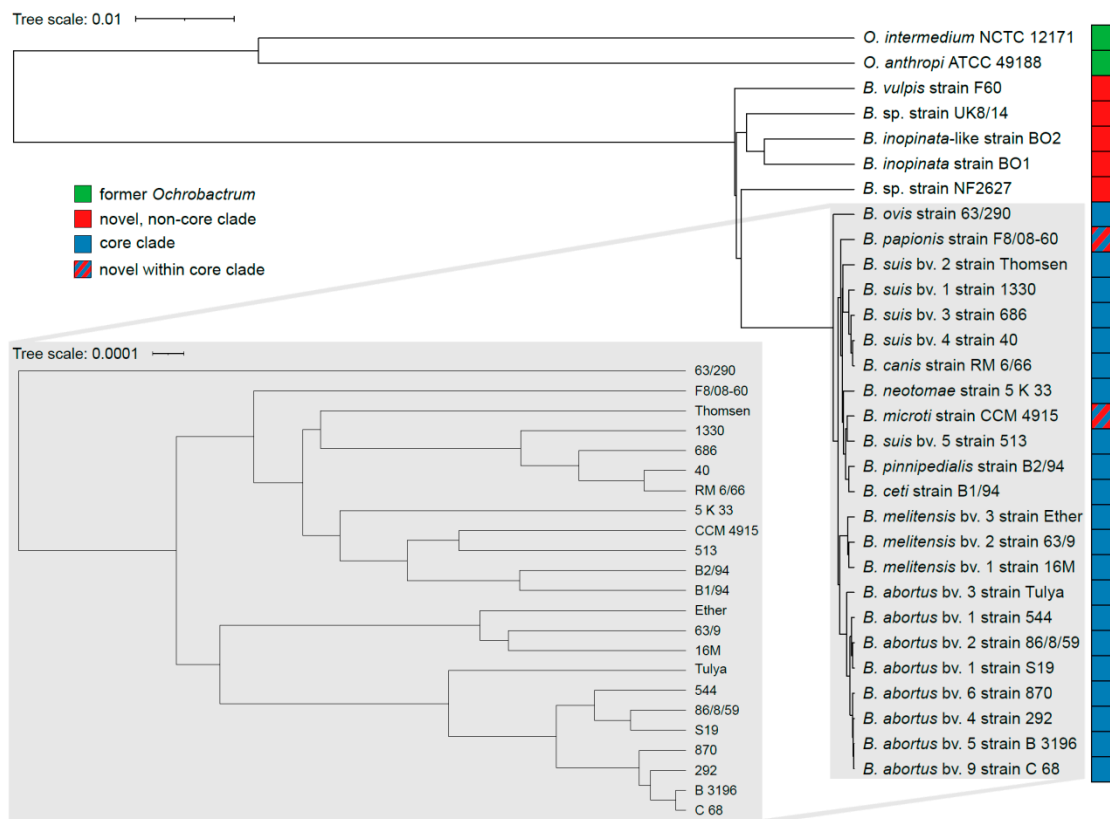 Tree scale: 0.01
O. intermedium NCTC 12171
O. anthropi ATCC 49188
B. vulpis strain F60
B. sp. strain UK8/14
B. inopinata-like strain BO2
B. inopinata strain BO1
B. sp. strain NF2627
former Ochrobactrum
novel, non-core clade
core clade
novel within core clade
B. ovis strain 63/290
B. papionis strain F8/08-60
B. suis bv. 2 strain Thomsen
B. suis bv. 1 strain 1330
B. suis bv. 3 strain 686
B. suis bv. 4 strain 40
B. canis strain RM 6/66
B. neotomae strain 5 K 33
B. microti strain CCM 4915
B. suis bv. 5 strain 513
B. pinnipedialis strain B2/94
B. ceti strain B1/94
B. melitensis bv. 3 strain Ether
B. melitensis bv. 2 strain 63/9
B. melitensis bv. 1 strain 16M
B. abortus bv. 3 strain Tulya
B. abortus bv. 1 strain 544
B. abortus bv. 2 strain 86/8/59
B. abortus bv. 1 strain S19
B. abortus bv. 6 strain 870
B. abortus bv. 4 strain 292
B. abortus bv. 5 strain B 3196
B. abortus bv. 9 strain C 68
Tree scale: 0.0001
63/290
F8/08-60
Thomsen
1330
686
40
RM 6/66
5 K 33
CCM 4915
513
B2/94
B1/94
Ether
63/9
16M
Tulya
544
86/8/59
S19
870
292
B 3196
C 68